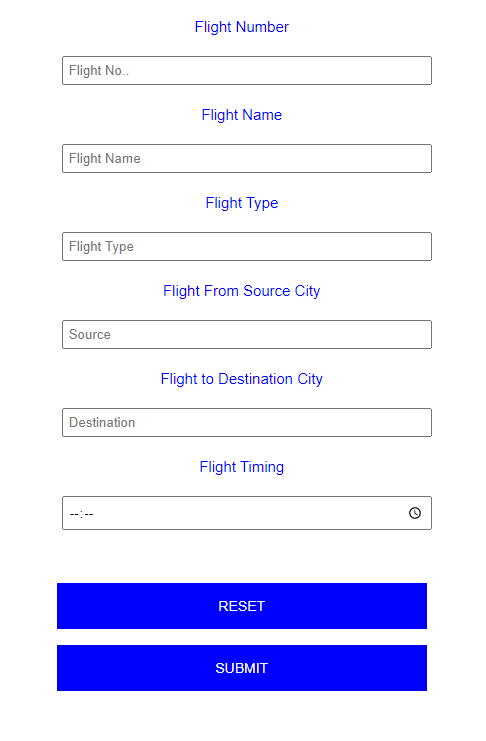 Flight Number
Flight No..
Flight Name
Flight Name
Flight Type
Flight Type
Flight From Source City
Source
Flight to Destination City
Destination
Flight Timing
--:--
RESET
SUBMIT